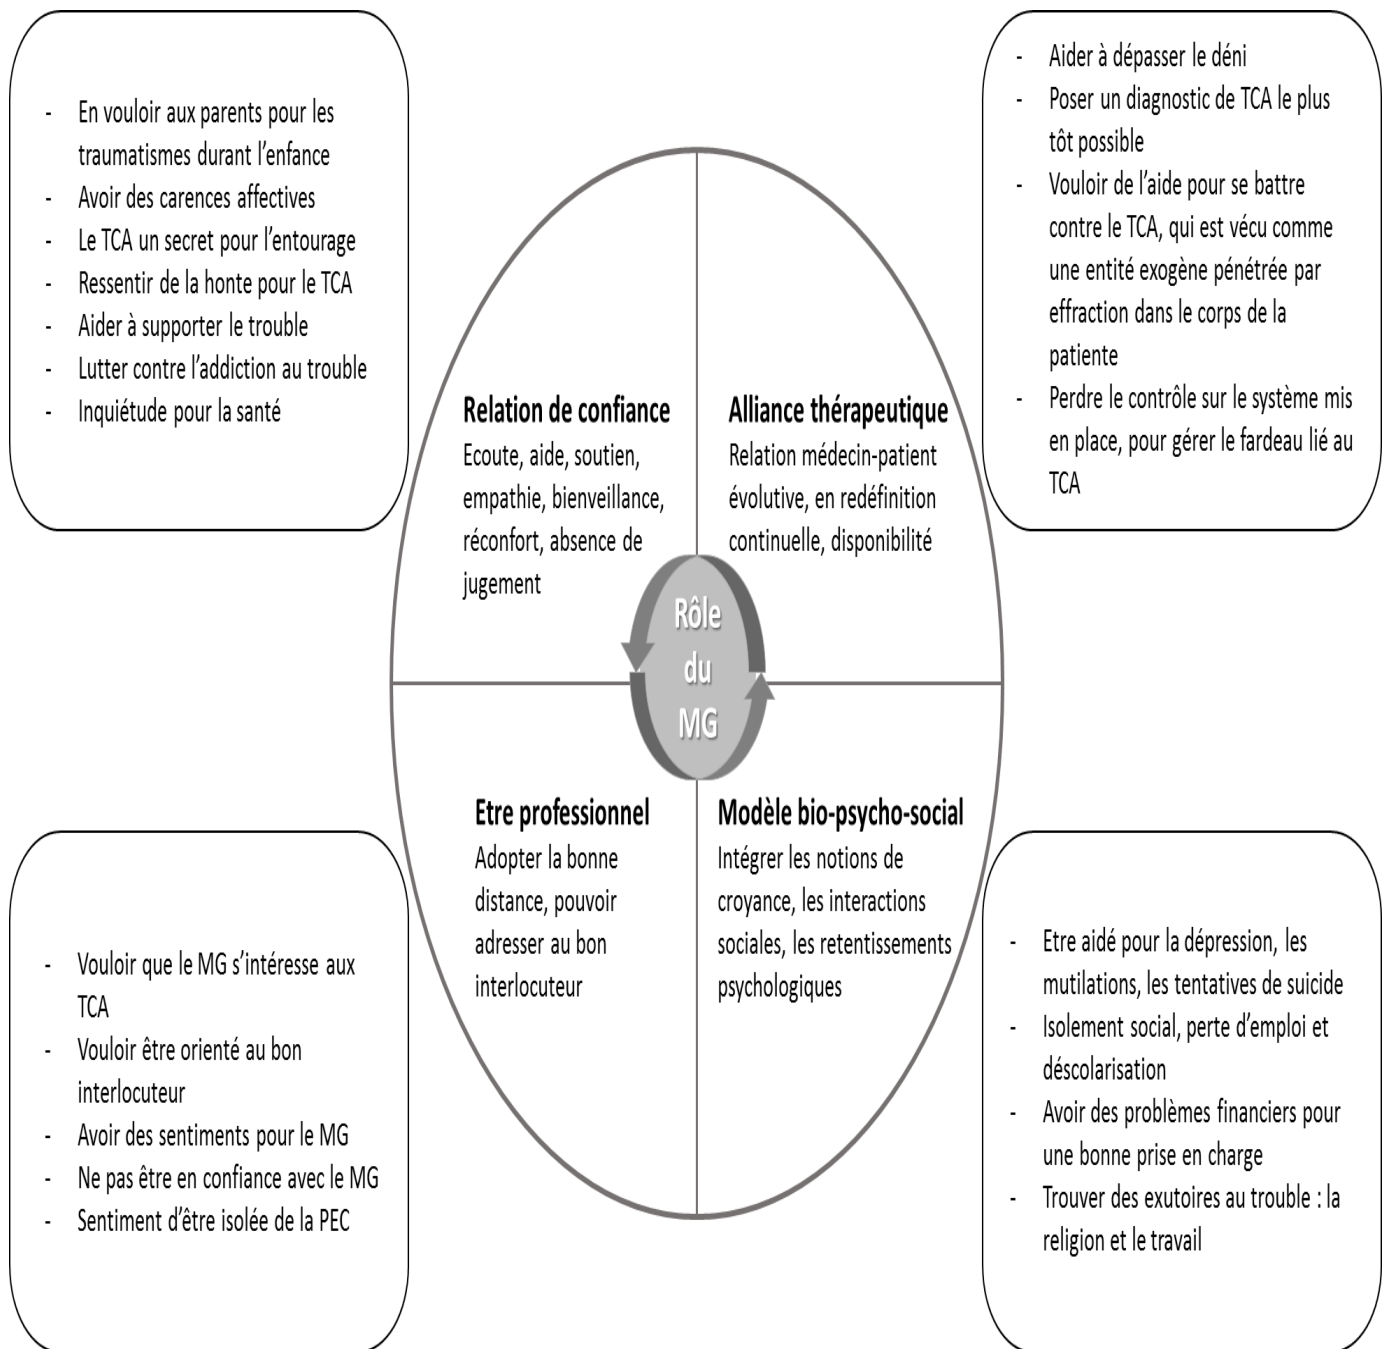 - En vouloir aux parents pour les
traumatismes durant l'enfance
- Avoir des carences affectives
- Le TCA un secret pour l'entourage
- Ressentir de la honte pour le TCA
- Aider à supporter le trouble
- Lutter contre l'addiction au trouble
- Inquiétude pour la santé
- Aider à dépasser le déni
- Poser un diagnostic de TCA le plus
tôt possible
- Vouloir de l'aide pour se battre
contre le TCA, qui est vécu comme
une entité exogène pénétrée par
effraction dans le corps de la
patiente
- Perdre le contrôle sur le système mis
en place, pour gérer le fardeau lié au
TCA
Relation de confiance
Ecoute, aide, soutien,
empathie, bienveillance,
réconfort, absence de
jugement
Alliance thérapeutique
Relation médecin-patient
évolutive, en redéfinition
continuelle, disponibilité
Rôle
du
MG
Etre professionnel
Adopter la bonne
distance, pouvoir
adresser au bon
interlocuteur
Modèle bio-psycho-social
Intégrer les notions de
croyance, les interactions
sociales, les retentissements
psychologiques
- Vouloir que le MG s'intéresse aux
TCA
- Vouloir être orienté au bon
interlocuteur
- Avoir des sentiments pour le MG
- Ne pas être en confiance avec le MG
- Sentiment d'être isolée de la PEC
- Etre aidé pour la dépression, les
mutilations, les tentatives de suicide
- Isolement social, perte d'emploi et
déscolarisation
- Avoir des problèmes financiers pour
une bonne prise en charge
- Trouver des exutoires au trouble : la
religion et le travail